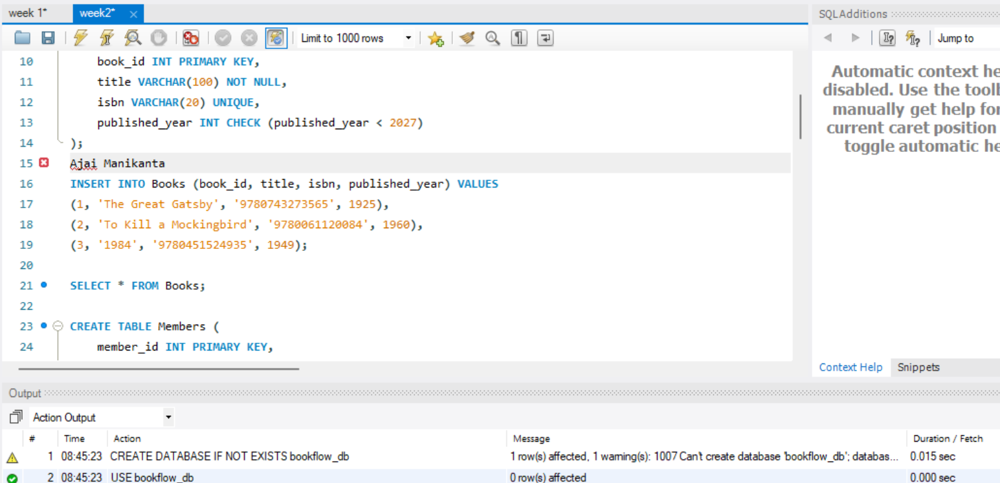 week 1*
week2*
Limit to 1000 rows
10 book_id INT PRIMARY KEY,
11 title VARCHAR(100) NOT NULL,
12 isbn VARCHAR(20) UNIQUE,
13 published_year INT CHECK (published_year < 2027)
14 );
15 Ajai Manikanta
16 INSERT INTO Books (book_id, title, isbn, published_year) VALUES
17 (1, 'The Great Gatsby', '9780743273565', 1925),
18 (2, 'To Kill a Mockingbird', '9780061120084', 1960),
19 (3, '1984', '9780451524935', 1949);
20
21 SELECT * FROM Books;
22
23 CREATE TABLE Members (
24 member_id INT PRIMARY KEY,
SQLAdditions
Jump to
Automatic context he
disabled. Use the tool
manually get help for
current caret position
toggle automatic he
Context Help Snippets
Output
Action Output
# Time Action Message Duration / Fetch
1 08:45:23 CREATE DATABASE IF NOT EXISTS bookflow_db 1 row(s) affected, 1 warning(s): 1007 Can't create database 'bookflow_db'; databas... 0.015 sec
2 08:45:23 USE bookflow_db 0 row(s) affected 0.000 sec